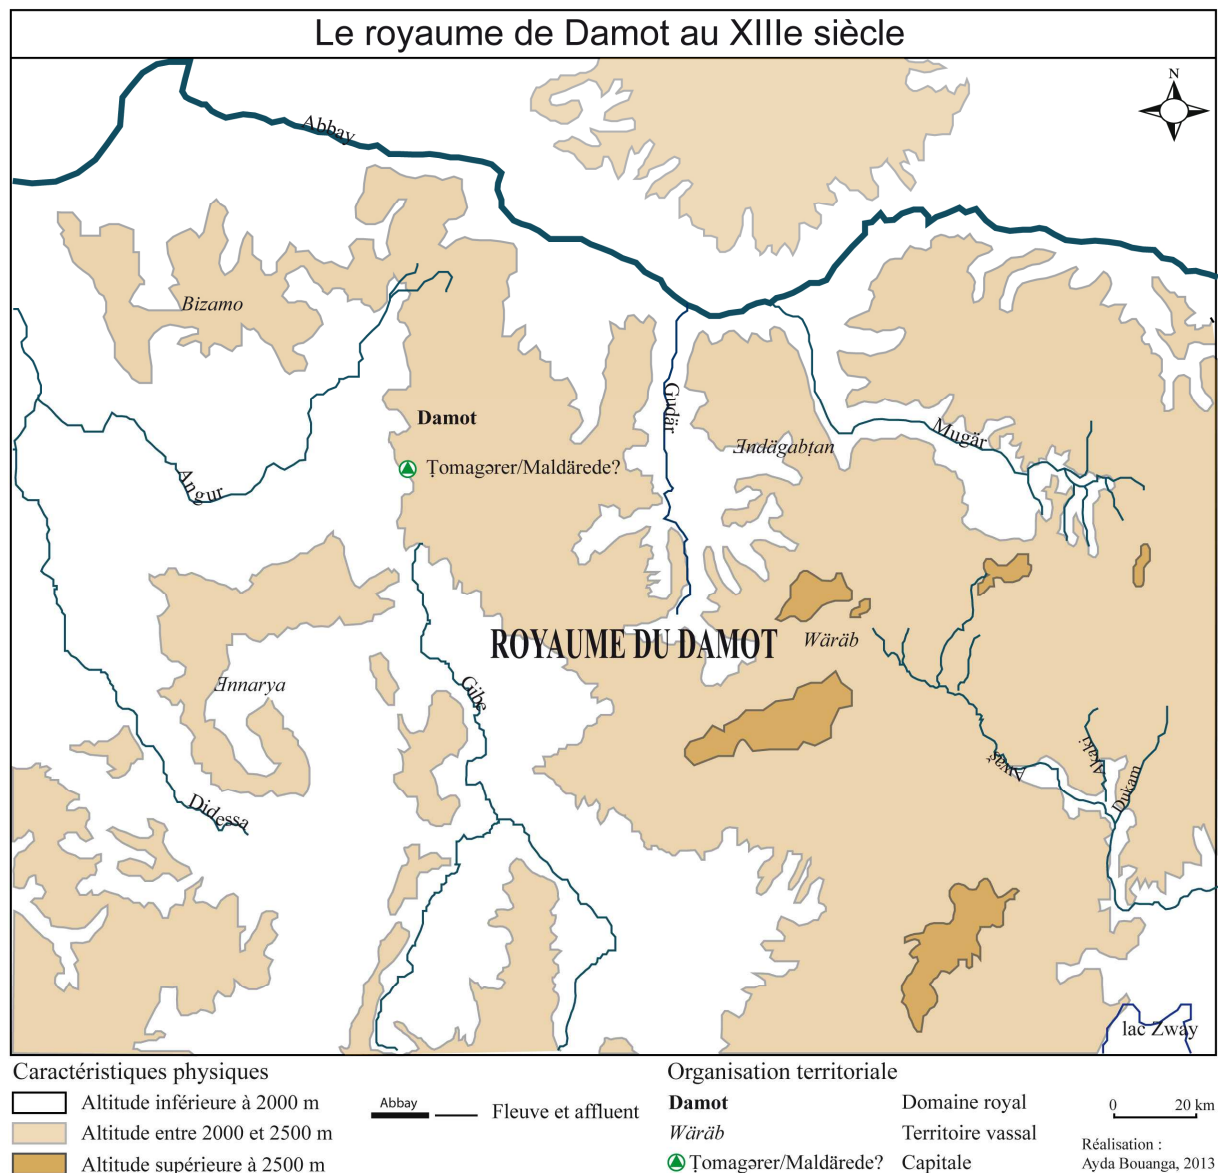 Le royaume de Damot au XIIIe siècle
N
Abbay
Bizamo
Damot
Gudär
Ǝndägabṭan
Mugär
Ṭomagərer/Maldärede?
Angur
ROYAUME DU DAMOT
Wäräb
Ǝnnarya
Gibe
Awaš
Akaki
Dukam
Didessa
lac Zway
Caractéristiques physiques
Altitude inférieure à 2000 m
Altitude entre 2000 et 2500 m
Altitude supérieure à 2500 m
Abbay
Fleuve et affluent
Organisation territoriale
Damot Domaine royal
Wäräb Territoire vassal
Ṭomagərer/Maldärede? Capitale
0 20 km
Réalisation :
Ayda Bouanga, 2013